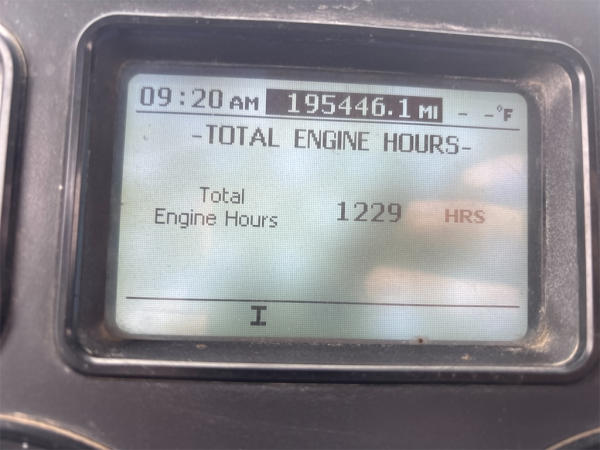 09:20 AM 195446.1 MI - -°F
-TOTAL ENGINE HOURS-
Total
Engine Hours 1229 HRS
I